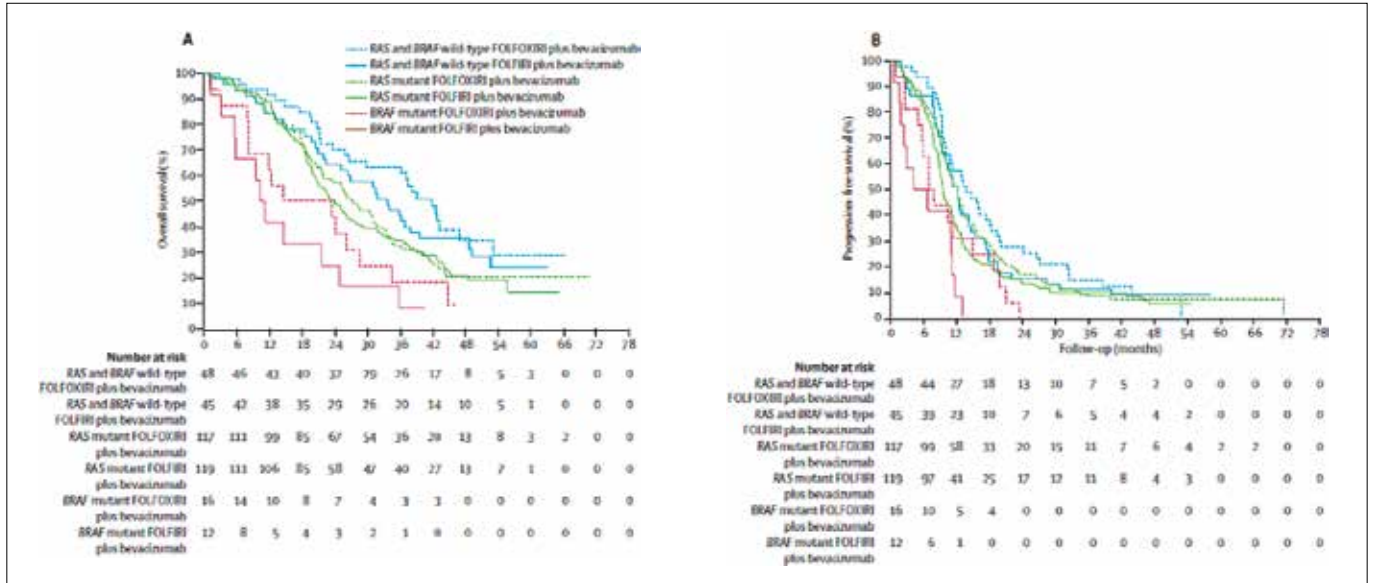 A
RAS and BRAF wild-type FOLFOXIRI plus bevacizumab
RAS and BRAF wild-type FOLFIRI plus bevacizumab
RAS mutant FOLFOXIRI plus bevacizumab
RAS mutant FOLFIRI plus bevacizumab
BRAF mutant FOLFOXIRI plus bevacizumab
BRAF mutant FOLFIRI plus bevacizumab
Overall survival (%)
100
90
80
70
60
50
40
30
20
10
0
0 6 12 18 24 30 36 42 48 54 60 66 72 78
Number at risk
RAS and BRAF wild-type 48 46 43 40 37 29 26 17 8 5 3 0 0 0
FOLFOXIRI plus bevacizumab
RAS and BRAF wild-type 45 42 38 35 29 26 20 14 10 5 1 0 0 0
FOLFIRI plus bevacizumab
RAS mutant FOLFOXIRI 117 111 99 85 67 54 36 20 13 8 3 2 0 0
plus bevacizumab
RAS mutant FOLFIRI 119 111 106 85 58 42 40 27 13 7 1 0 0 0
plus bevacizumab
BRAF mutant FOLFOXIRI 16 14 10 8 7 4 3 3 0 0 0 0 0 0
plus bevacizumab
BRAF mutant FOLFIRI 12 8 5 4 3 2 1 0 0 0 0 0 0 0
plus bevacizumab
B
Progression-free survival (%)
100
90
80
70
60
50
40
30
20
10
0
0 6 12 18 24 30 36 42 48 54 60 66 72 78
Follow-up (months)
Number at risk
RAS and BRAF wild-type 48 44 27 18 13 10 7 5 2 0 0 0 0 0
FOLFOXIRI plus bevacizumab
RAS and BRAF wild-type 45 39 23 10 7 6 5 4 4 2 0 0 0 0
FOLFIRI plus bevacizumab
RAS mutant FOLFOXIRI 117 99 58 33 20 15 11 7 6 4 2 2 0 0
plus bevacizumab
RAS mutant FOLFIRI 119 97 41 25 17 12 11 8 4 3 0 0 0 0
plus bevacizumab
BRAF mutant FOLFOXIRI 16 10 5 4 0 0 0 0 0 0 0 0 0 0
plus bevacizumab
BRAF mutant FOLFIRI 12 6 1 0 0 0 0 0 0 0 0 0 0 0
plus bevacizumab